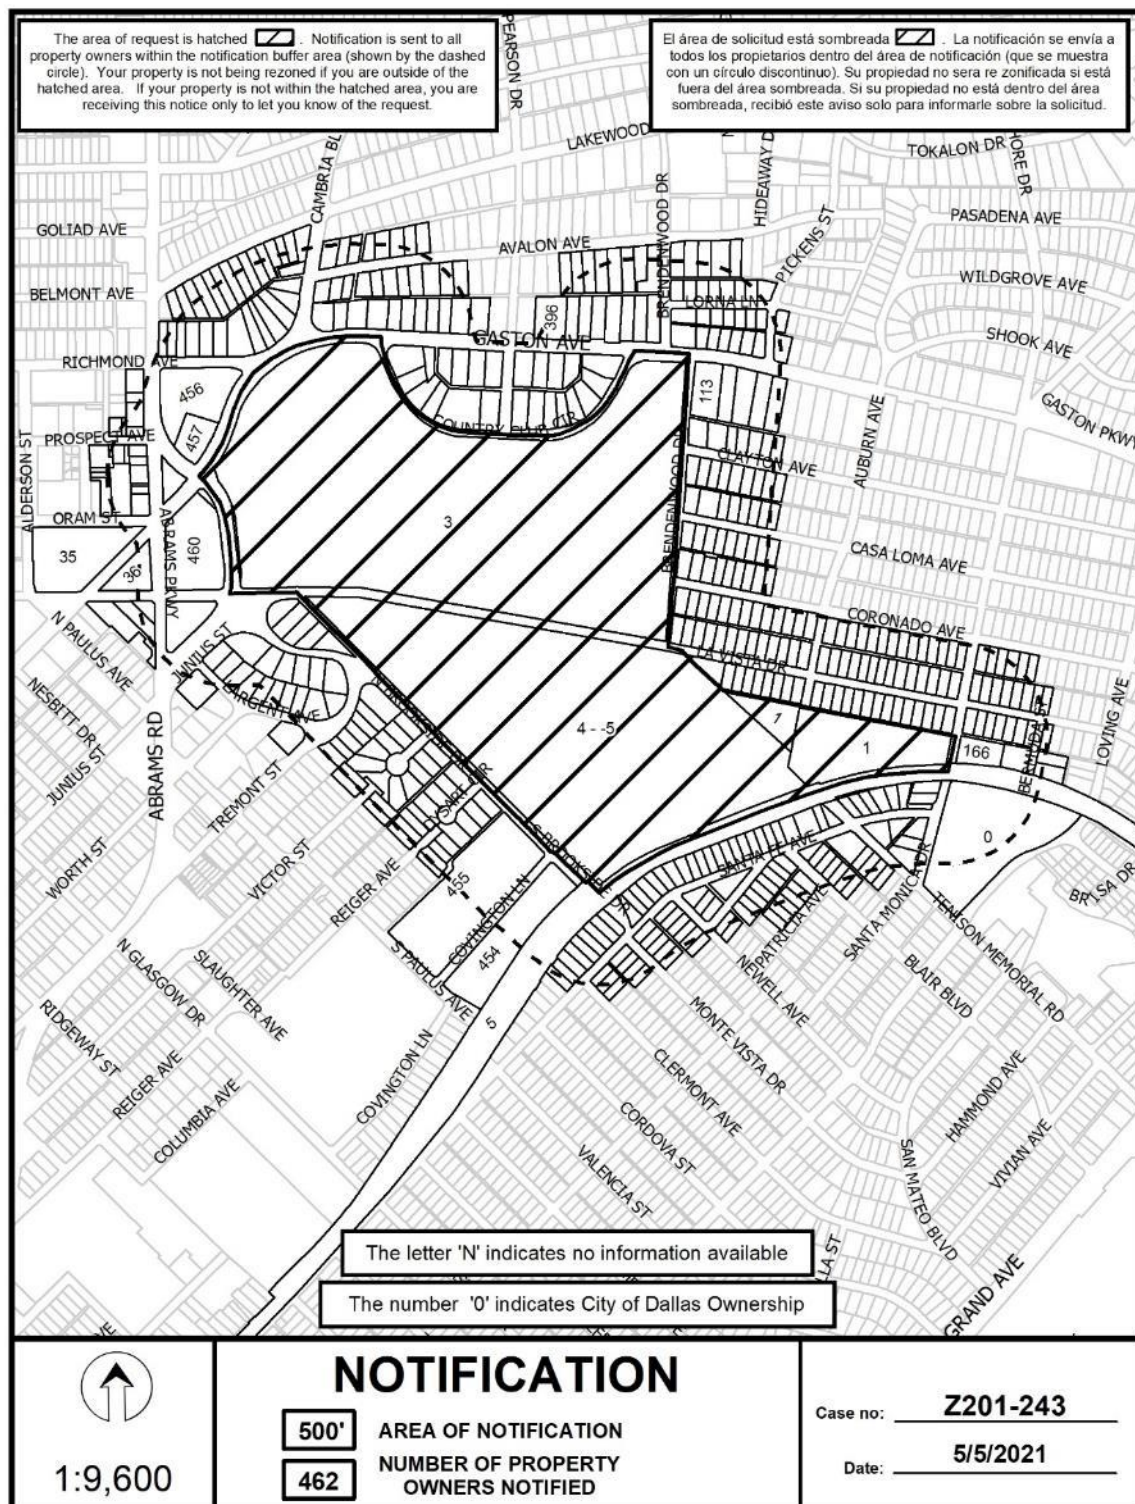 The area of request is hatched . Notification is sent to all
property owners within the notification buffer area (shown by the dashed
circle). Your property is not being rezoned if you are outside of the
hatched area. If your property is not within the hatched area, you are
receiving this notice only to let you know of the request.
El área de solicitud está sombreada . La notificación se envía a
todos los propietarios dentro del área de notificación (que se muestra
con un círculo discontinuo). Su propiedad no sera re zonificada si está
fuera del área sombreada. Si su propiedad no está dentro del área
sombreada, recibió este aviso solo para informarle sobre la solicitud.
PEARSON DR
LAKEWOOD
TOKALON DR
HORE DR
CAMBRIA BL
BRENDENWOOD DR
HIDEAWAY D
PICKENS ST
PASADENA AVE
GOLIAD AVE
AVALON AVE
WILDGROVE AVE
BELMONT AVE
LORNA LN
396
GASTON AVE
SHOOK AVE
RICHMOND AVE
456
113
GASTON PKWY
COUNTRY CLUB CIR
AUBURN AVE
PROSPECT AVE
457
CLAYTON AVE
ALDERSON ST
ORAM ST
ABRAMS PKWY
460
3
BRENDENWOOD DR
CASA LOMA AVE
35
36
CORONADO AVE
N PAULUS AVE
JUNIUS ST
LA VISTA DR
NESBITT DR
LARGENT AVE
LOVING AVE
JUNIUS ST
ABRAMS RD
4 - -5
1
1
166
BERMUDA ST
TREMONT ST
DYSART CIR
0
WORTH ST
VICTOR ST
REIGER AVE
S BROOKSIDE DR
SANTA FE AVE
BRISA DR
455
COVINGTON LN
454
S PAULUS AVE
PATRICIA AVE
SANTA MONICA DR
TENISON MEMORIAL RD
N GLASGOW DR
SLAUGHTER AVE
NEWELL AVE
BLAIR BLVD
RIDGEWAY ST
5
MONTE VISTA DR
REIGER AVE
COVINGTON LN
CLERMONT AVE
HAMMOND AVE
COLUMBIA AVE
CORDOVA ST
VIVIAN AVE
VALENCIA ST
SAN MATEO BLVD
GRAND AVE
LLA ST
The letter 'N' indicates no information available
The number '0' indicates City of Dallas Ownership
1:9,600
NOTIFICATION
500' AREA OF NOTIFICATION
462 NUMBER OF PROPERTY
OWNERS NOTIFIED
Case no: Z201-243
Date: 5/5/2021